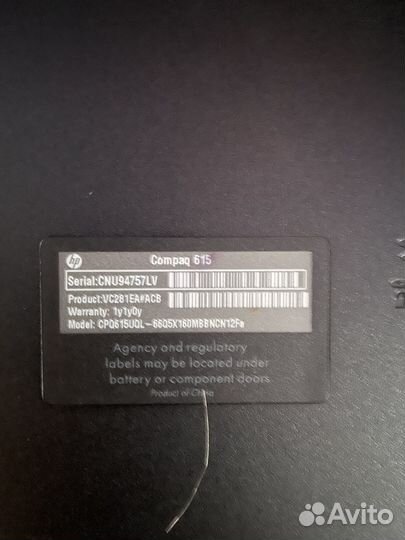 hp Compaq 615
Serial:CNU94757LV
Product:VC281EA#ACB
Warranty: 1y1y0y
Model: CPQ615UQL-66Q5X160MBBNCN12Fe
Agency and regulatory
labels may be located under
battery or component doors
Product of China
Avito